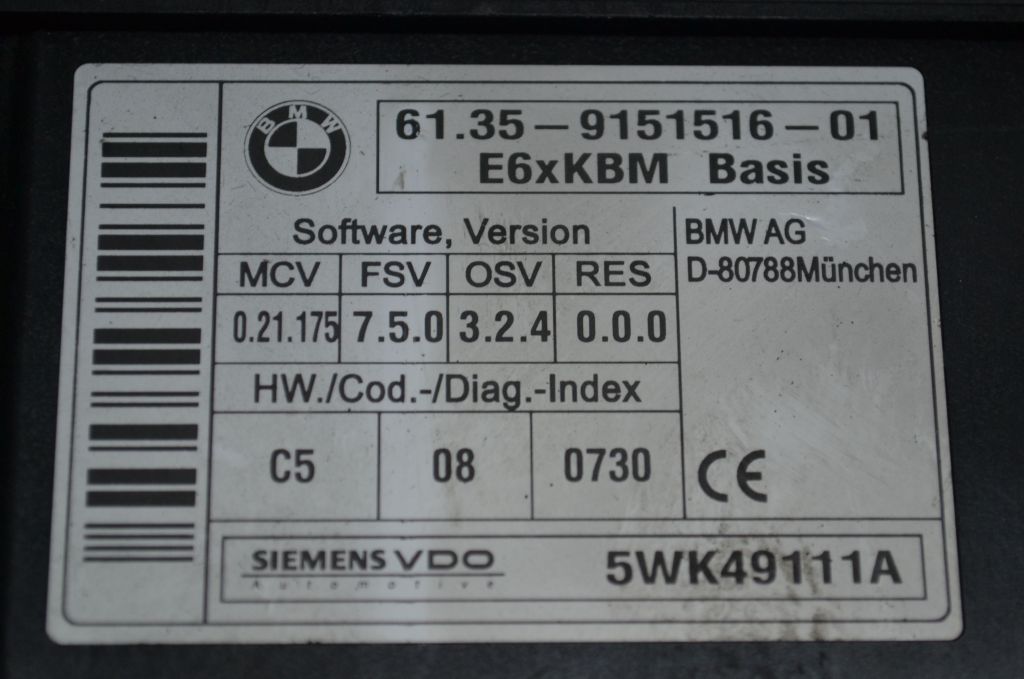 BMW
61.35-9151516-01
E6xKBM Basis
Software, Version
BMW AG
D-80788München
MCV FSV OSV RES
0.21.175 7.5.0 3.2.4 0.0.0
HW./Cod.-/Diag.-Index
C5 08 0730
CE
SIEMENS VDO
Automotive
5WK49111A